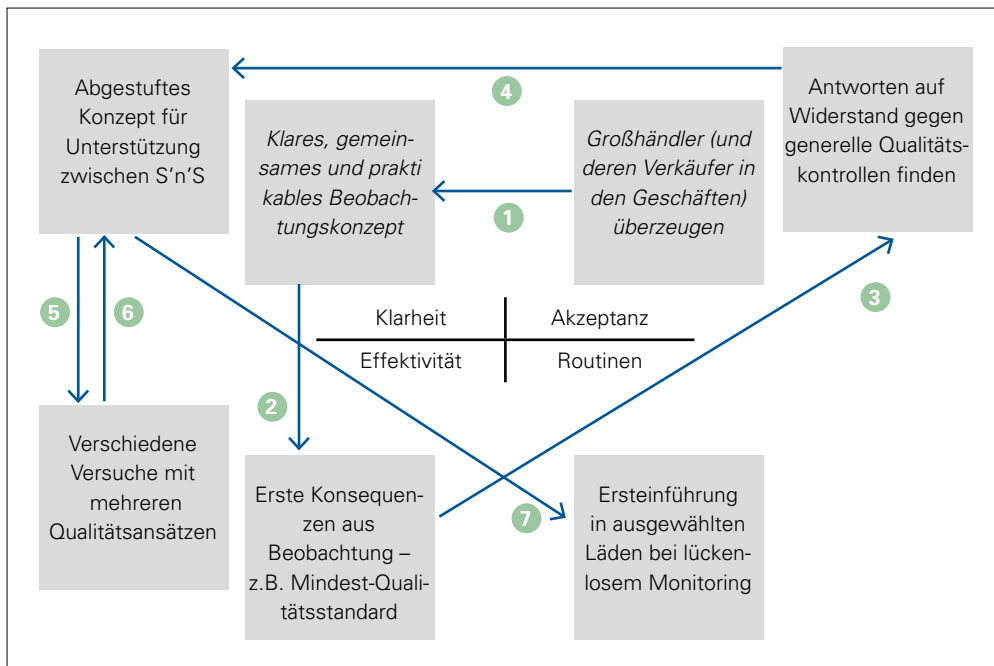 Abgestuftes
Konzept für
Unterstützung
zwischen S’n’S
4
Klares, gemein-
sames und prakti
kables Beobach-
tungskonzept
1
Großhändler (und
deren Verkäufer in
den Geschäften)
überzeugen
Antworten auf
Widerstand gegen
generelle Qualitäts-
kontrollen finden
5
6
3
Klarheit
Akzeptanz
Effektivität
Routinen
2
Verschiedene
Versuche mit
mehreren
Qualitätsansätzen
Erste Konsequen-
zen aus
Beobachtung –
z.B. Mindest-Quali-
tätsstandard
7
Ersteinführung
in ausgewählten
Läden bei lücken-
losem Monitoring